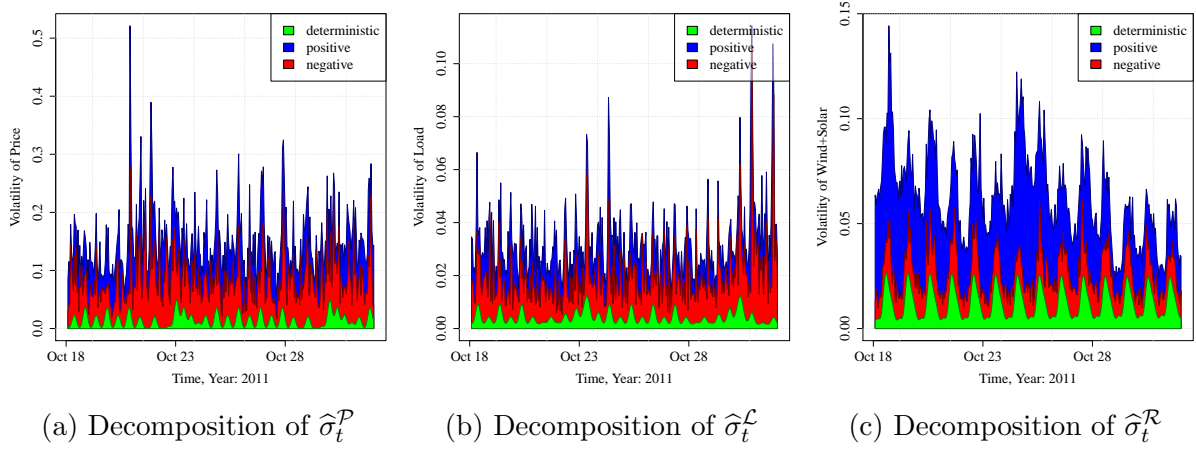 Volatility of Price
0.0
0.1
0.2
0.3
0.4
0.5
deterministic
positive
negative
Oct 18
Oct 23
Oct 28
Time, Year: 2011
(a) Decomposition of σ̂ₜᴾ
Volatility of Load
0.00
0.02
0.04
0.06
0.08
0.10
deterministic
positive
negative
Oct 18
Oct 23
Oct 28
Time, Year: 2011
(b) Decomposition of σ̂ₜᴸ
Volatility of Wind+Solar
0.00
0.05
0.10
0.15
deterministic
positive
negative
Oct 18
Oct 23
Oct 28
Time, Year: 2011
(c) Decomposition of σ̂ₜᴿ